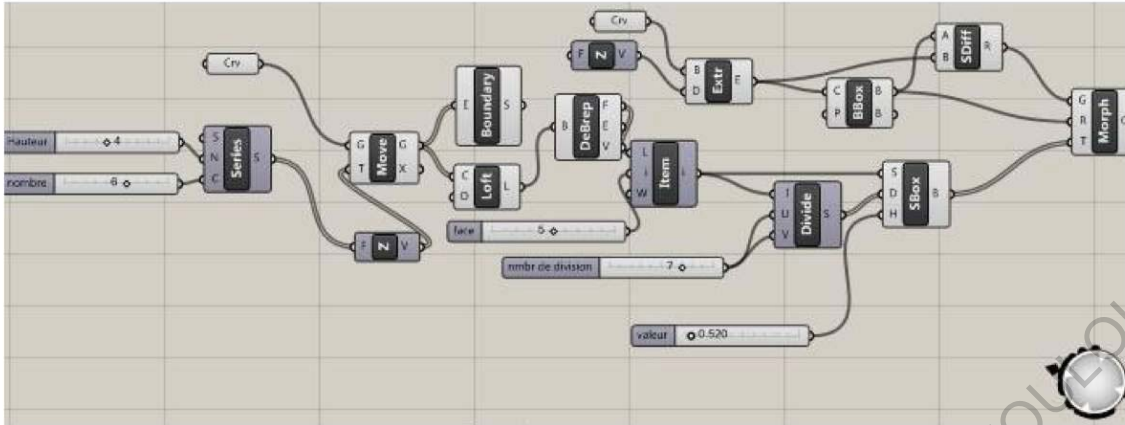 Crv
F Z V
B D Extr E
A B SDiff R
C P BBox B B
G R T Morph
Crv
Hauteur 4
nombre 6
S N C Series S
G T Move G X
E Boundary S
C O Loft L
B DeBrep F E V
L i W Item i
F Z V
face 5
nmbr de division 7
I U V Divide S
S D H SBox B
valeur 0.520